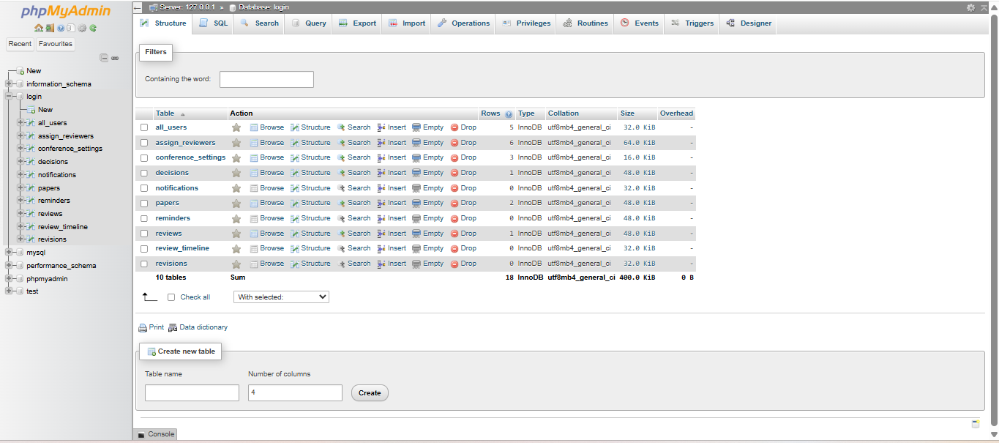 phpMyAdmin
Recent Favourites
New
information_schema
login
New
all_users
assign_reviewers
conference_settings
decisions
notifications
papers
reminders
reviews
review_timeline
revisions
mysql
performance_schema
phpmyadmin
test
Server: 127.0.0.1 » Database: login
Structure SQL Search Query Export Import Operations Privileges Routines Events Triggers Designer
Filters
Containing the word:
Table Action Rows Type Collation Size Overhead
all_users Browse Structure Search Insert Empty Drop 5 InnoDB utf8mb4_general_ci 32.0 KiB -
assign_reviewers Browse Structure Search Insert Empty Drop 6 InnoDB utf8mb4_general_ci 64.0 KiB -
conference_settings Browse Structure Search Insert Empty Drop 3 InnoDB utf8mb4_general_ci 16.0 KiB -
decisions Browse Structure Search Insert Empty Drop 1 InnoDB utf8mb4_general_ci 48.0 KiB -
notifications Browse Structure Search Insert Empty Drop 0 InnoDB utf8mb4_general_ci 32.0 KiB -
papers Browse Structure Search Insert Empty Drop 2 InnoDB utf8mb4_general_ci 48.0 KiB -
reminders Browse Structure Search Insert Empty Drop 0 InnoDB utf8mb4_general_ci 48.0 KiB -
reviews Browse Structure Search Insert Empty Drop 1 InnoDB utf8mb4_general_ci 48.0 KiB -
review_timeline Browse Structure Search Insert Empty Drop 0 InnoDB utf8mb4_general_ci 32.0 KiB -
revisions Browse Structure Search Insert Empty Drop 0 InnoDB utf8mb4_general_ci 32.0 KiB -
10 tables Sum 18 InnoDB utf8mb4_general_ci 400.0 KiB 0 B
Check all With selected:
Print Data dictionary
Create new table
Table name Number of columns
4 Create
Console